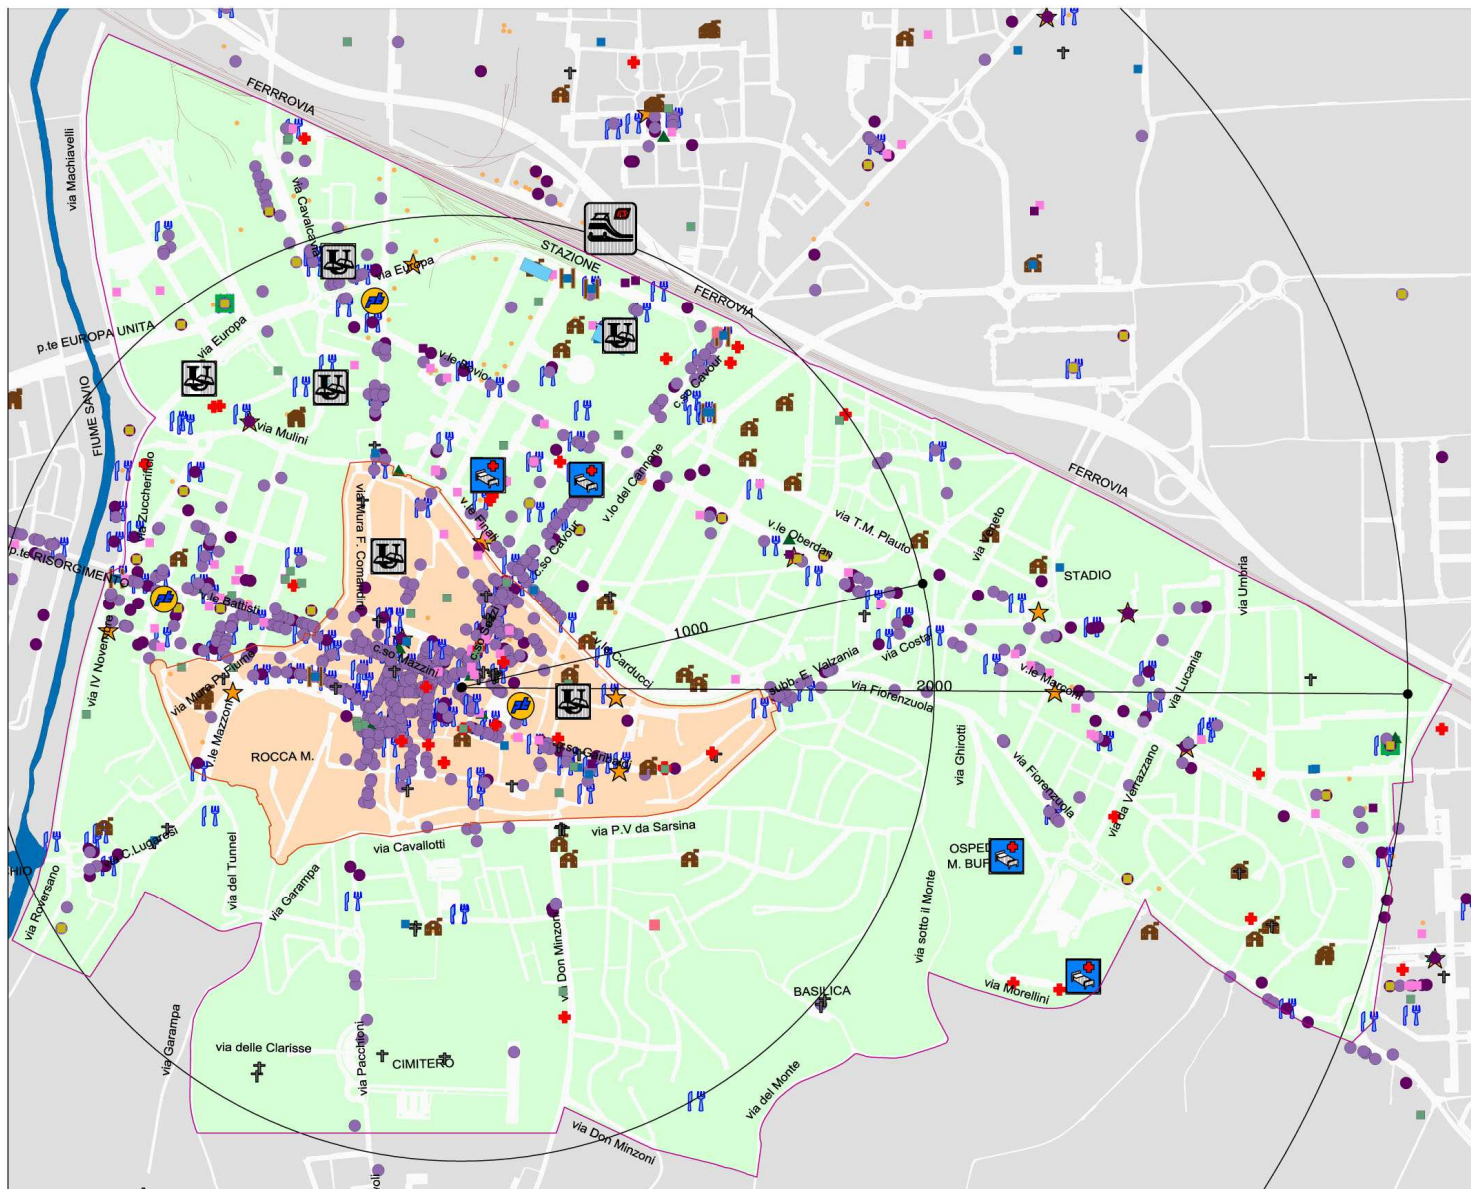 FERRROVIA
via Machiavelli
via Cavalcavia
via Europa
STAZIONE
FERROVIA
p.te EUROPA UNITA
via Europa
v.le Bovio
c.so Cavour
FIUME SAVIO
via Mulini
via Zuccherificio
via Mura F. Comandini
v.le Finali
v.lo del Cannone
c.so Cavour
FERROVIA
via T.M. Plauto
via Veneto
v.le Oberdan
p.te RISORGIMENTO
STADIO
via Umbria
v.le Battisti
c.so Sozzi
1000
via IV Novembre
c.so Mazzini
v.le Carducci
via Costa
subb. E. Valzania
via Mura P. Fiume
v.le Marconi
via Lucania
via Fiorenzuola
2000
v.le Mazzoni
ROCCA M.
c.so Garibaldi
via Ghirotti
via Fiorenzuola
via da Verrazzano
via P.V da Sarsina
via C.Lugaresi
via Cavallotti
OSPED
M. BUF
CHIO
via del Tunnel
via Garampa
via Roversano
via sotto il Monte
via Don Minzoni
BASILICA
via Morellini
via Garampa
via delle Clarisse
via Pacchioni
CIMITERO
via del Monte
via Don Minzoni
oli